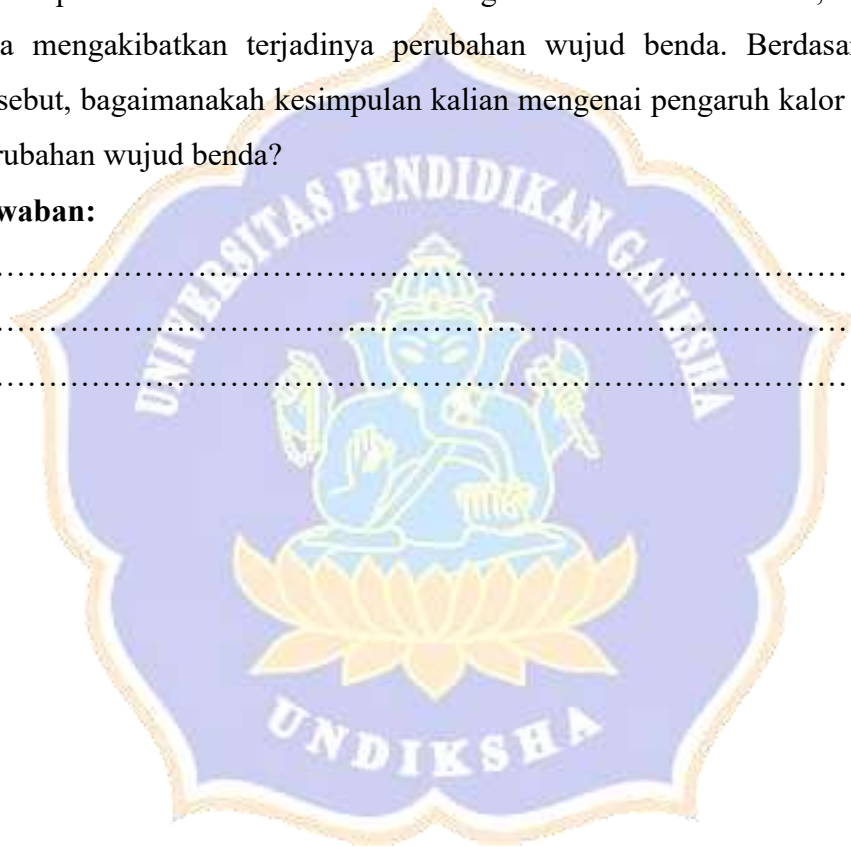 a mengakibatkan terjadinya perubahan wujud benda.
sebut, bagaimanakah kesimpulan kalian mengenai pengaruh kalor
rubahan wujud benda?
waban:
……………………………………………………………………
……………………………………………………………………
……………………………………………………………………
UNIVERSITAS PENDIDIKAN GANESHA
UNDIKSHA